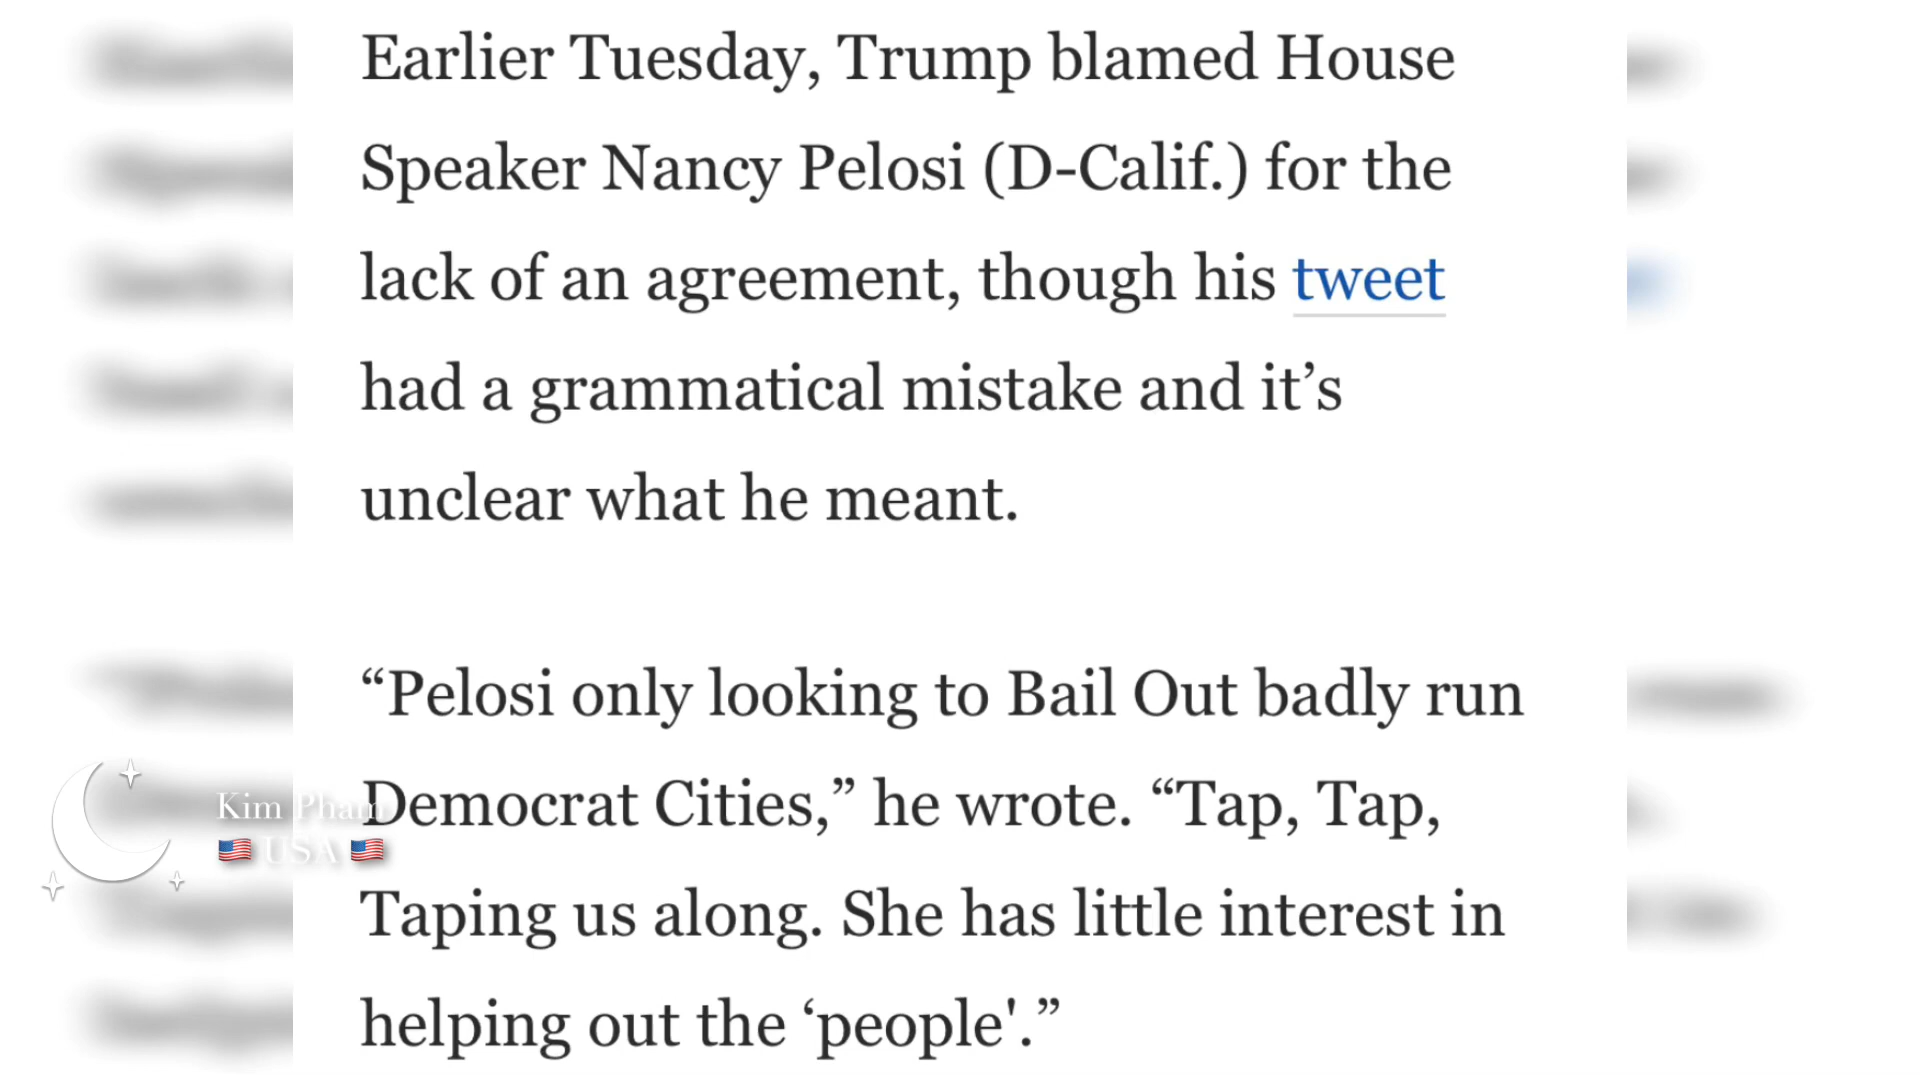 Earlier Tuesday, Trump blamed House
Speaker Nancy Pelosi (D-Calif.) for the
lack of an agreement, though his tweet
had a grammatical mistake and it’s
unclear what he meant.
“Pelosi only looking to Bail Out badly run
Democrat Cities,” he wrote. “Tap, Tap,
Taping us along. She has little interest in
helping out the ‘people'.”
Kim Pham
🇺🇸 USA 🇺🇸